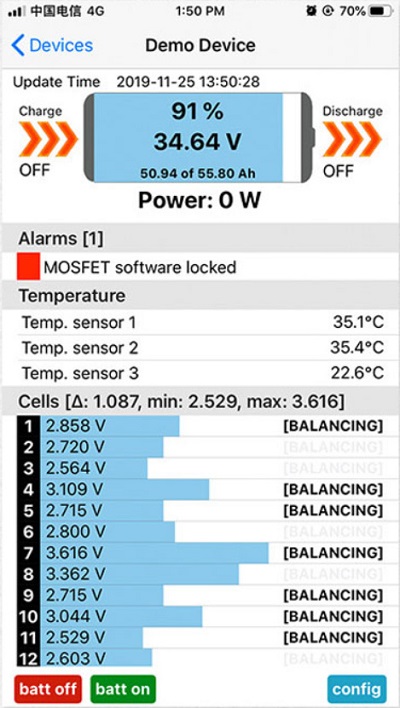 中国电信 4G 1:50 PM 70%
Devices Demo Device
Update Time 2019-11-25 13:50:28
Charge 91 % Discharge
34.64 V
OFF 50.94 of 55.80 Ah OFF
Power: 0 W
Alarms [1]
MOSFET software locked
Temperature
Temp. sensor 1 35.1°C
Temp. sensor 2 35.4°C
Temp. sensor 3 22.6°C
Cells [Δ: 1.087, min: 2.529, max: 3.616]
1 2.858 V [BALANCING]
2 2.720 V [BALANCING]
3 2.564 V [BALANCING]
4 3.109 V [BALANCING]
5 2.715 V [BALANCING]
6 2.800 V [BALANCING]
7 3.616 V [BALANCING]
8 3.362 V [BALANCING]
9 2.715 V [BALANCING]
10 3.044 V [BALANCING]
11 2.529 V [BALANCING]
12 2.603 V [BALANCING]
batt off batt on config